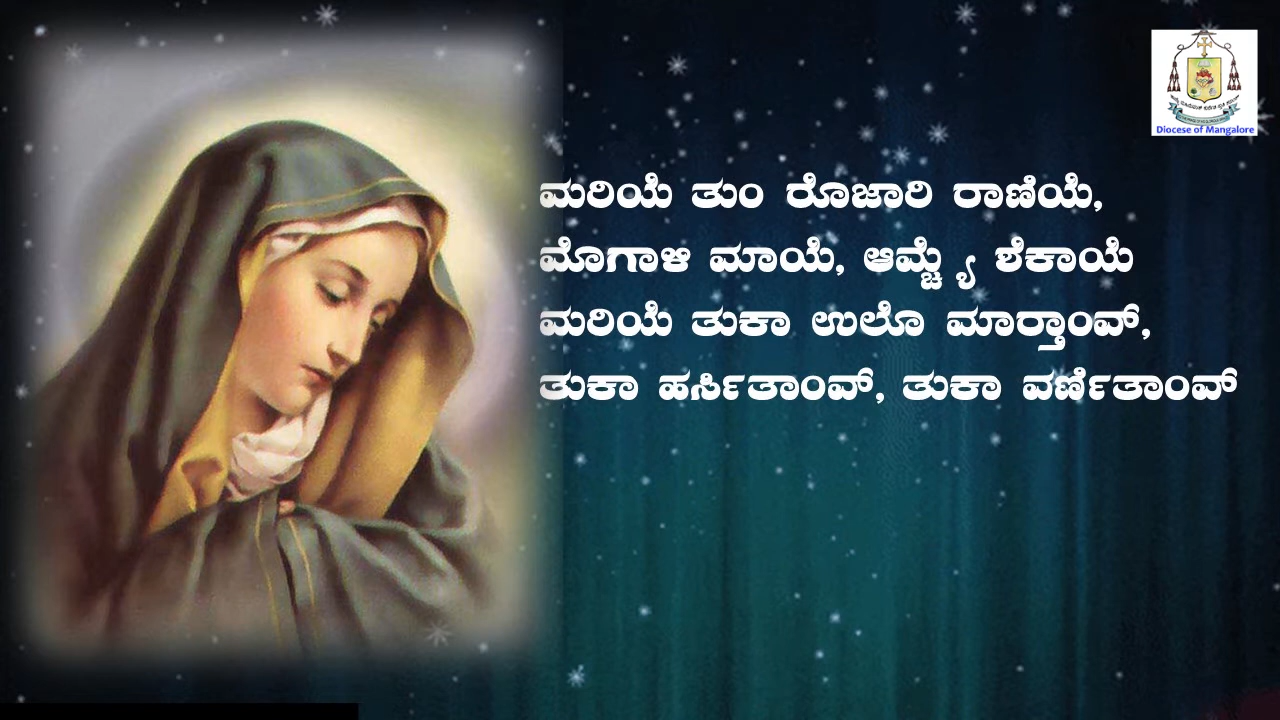 Diocese of Mangalore
ಮರಿಯೆ ತುಂ ರೊಜಾರಿ ರಾಣಿಯೆ,
ಮೊಗಾಳ ಮಾಯೆ, ಆಮ್ಚ್ಯೆ ಶೆಕಾಯೆ
ಮರಿಯೆ ತುಕಾ ಉಲೊ ಮಾರ‍್ತಾಂವ್,
ತುಕಾ ಹರ್ಸಿತಾಂವ್, ತುಕಾ ವರ್ಣಿತಾಂವ್